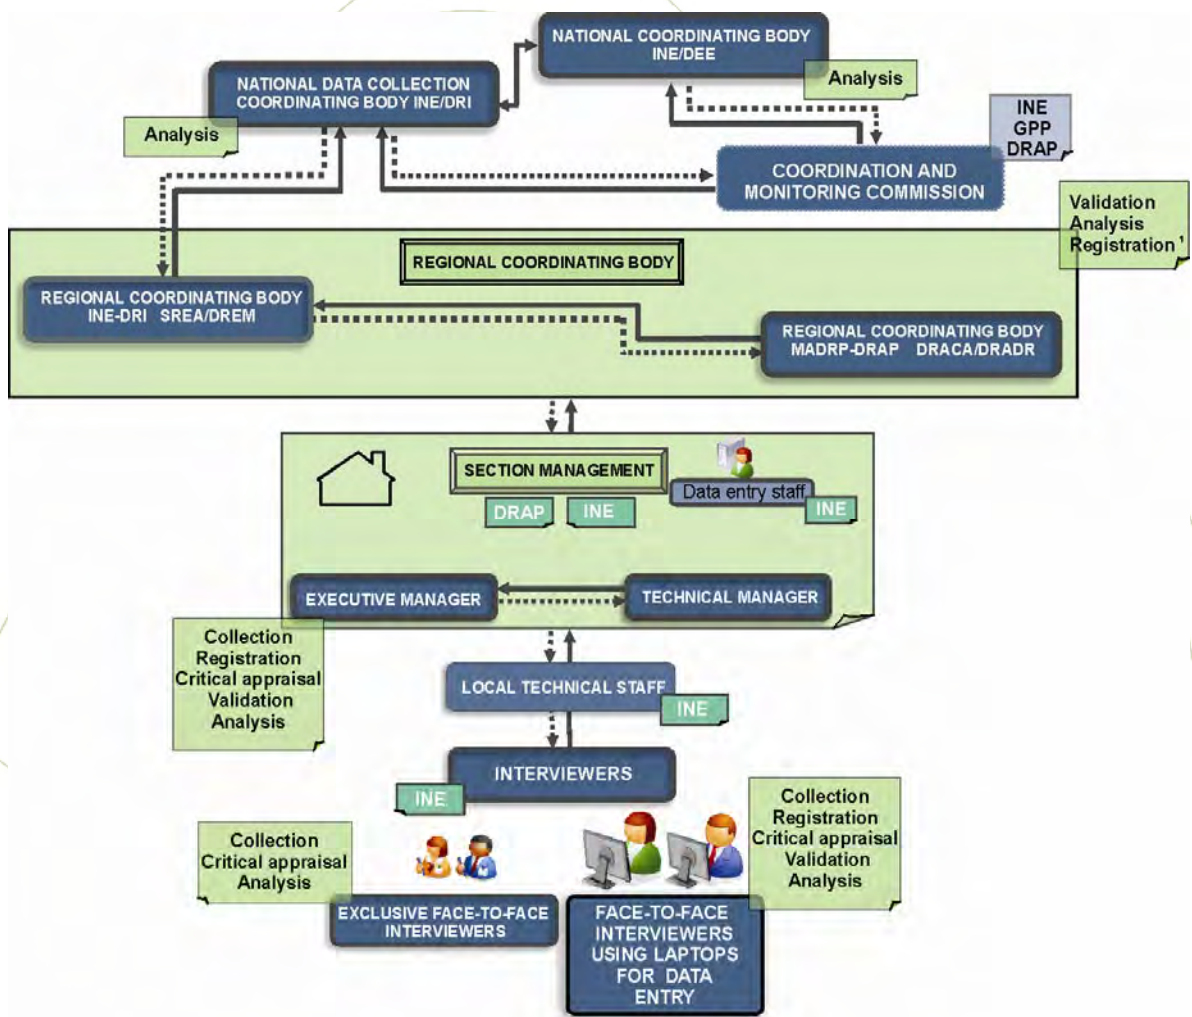 NATIONAL COORDINATING BODY
INE/DEE
Analysis
NATIONAL DATA COLLECTION
COORDINATING BODY INE/DRI
Analysis
INE
GPP
DRAP
COORDINATION AND
MONITORING COMMISSION
Validation
Analysis
Registration ¹
REGIONAL COORDINATING BODY
REGIONAL COORDINATING BODY
INE-DRI SREA/DREM
REGIONAL COORDINATING BODY
MADRP-DRAP DRACA/DRADR
SECTION MANAGEMENT
DRAP
INE
Data entry staff
INE
EXECUTIVE MANAGER
TECHNICAL MANAGER
Collection
Registration
Critical appraisal
Validation
Analysis
LOCAL TECHNICAL STAFF
INE
INTERVIEWERS
INE
Collection
Critical appraisal
Analysis
Collection
Registration
Critical appraisal
Validation
Analysis
EXCLUSIVE FACE-TO-FACE
INTERVIEWERS
FACE-TO-FACE
INTERVIEWERS
USING LAPTOPS
FOR DATA
ENTRY